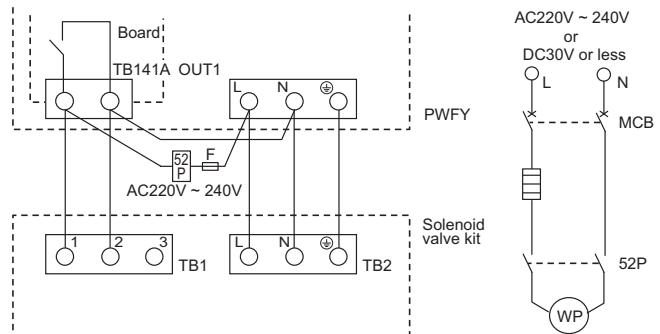 Board
TB141A OUT1
L N
PWFY
52
P
F
AC220V ~ 240V
1 2 3
TB1
L N
TB2
Solenoid
valve kit
AC220V ~ 240V
or
DC30V or less
L N
MCB
52P
WP